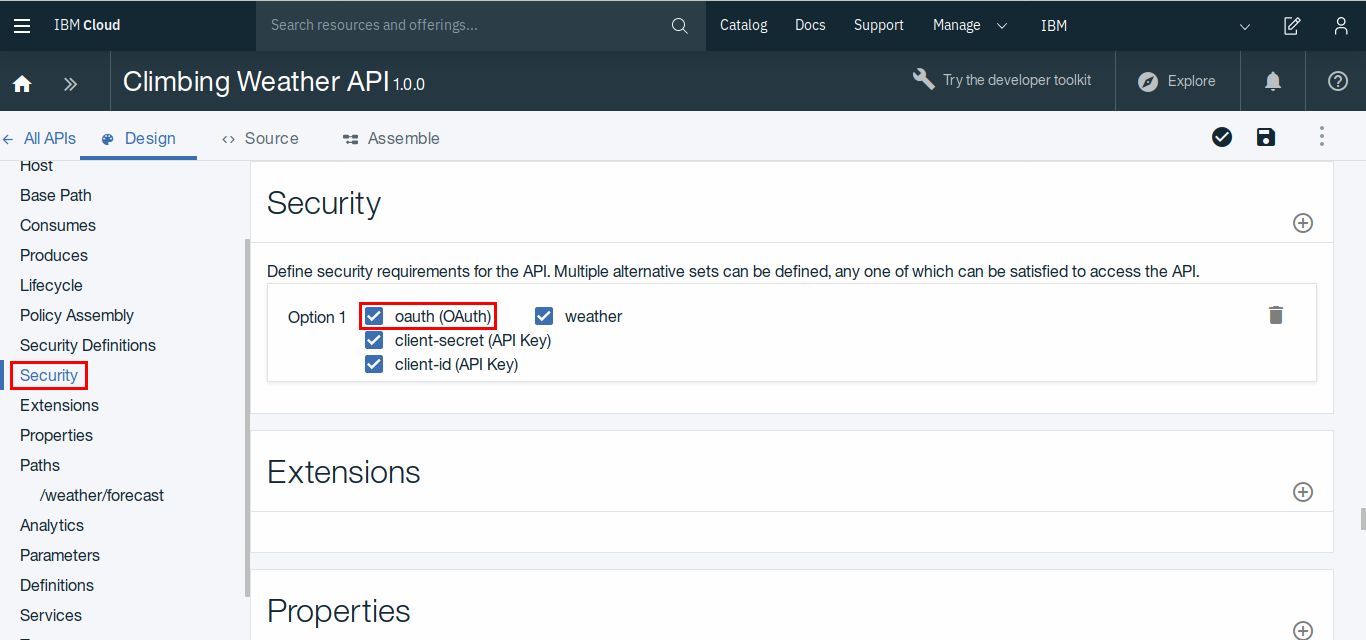 IBM Cloud
Search resources and offerings...
Catalog
Docs
Support
Manage
IBM
Climbing Weather API 1.0.0
Try the developer toolkit
Explore
All APIs
Design
Source
Assemble
Host
Base Path
Consumes
Produces
Lifecycle
Policy Assembly
Security Definitions
Security
Extensions
Properties
Paths
/weather/forecast
Analytics
Parameters
Definitions
Services
Security
Define security requirements for the API. Multiple alternative sets can be defined, any one of which can be satisfied to access the API.
Option 1
oauth (OAuth)
weather
client-secret (API Key)
client-id (API Key)
Extensions
Properties